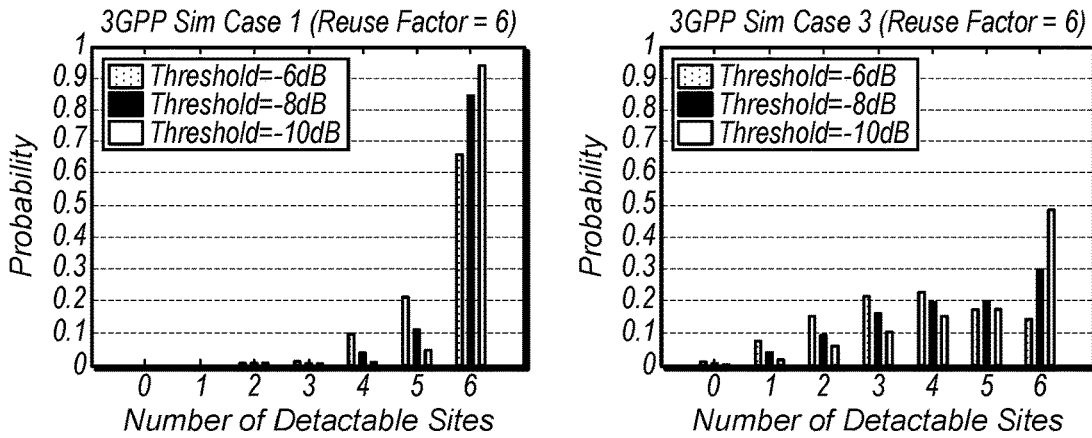 3GPP Sim Case 1 (Reuse Factor = 6)
1
0.9
0.8
0.7
0.6
0.5
0.4
0.3
0.2
0.1
0
Probability
Threshold=-6dB
Threshold=-8dB
Threshold=-10dB
0 1 2 3 4 5 6
Number of Detactable Sites
3GPP Sim Case 3 (Reuse Factor = 6)
1
0.9
0.8
0.7
0.6
0.5
0.4
0.3
0.2
0.1
0
Probability
Threshold=-6dB
Threshold=-8dB
Threshold=-10dB
0 1 2 3 4 5 6
Number of Detactable Sites